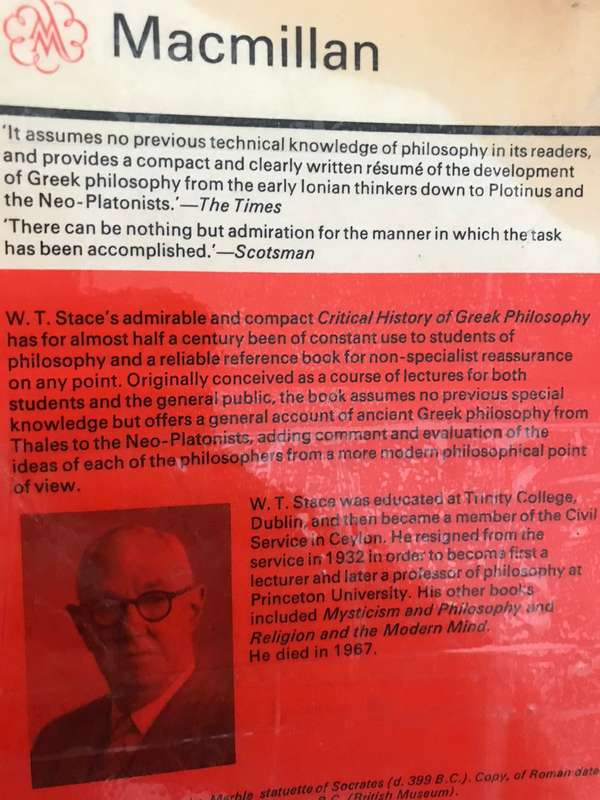 M
Macmillan
'It assumes no previous technical knowledge of philosophy in its readers,
and provides a compact and clearly written résumé of the development
of Greek philosophy from the early Ionian thinkers down to Plotinus and
the Neo-Platonists.'—The Times
'There can be nothing but admiration for the manner in which the task
has been accomplished.'—Scotsman
W. T. Stace's admirable and compact Critical History of Greek Philosophy
has for almost half a century been of constant use to students of
philosophy and a reliable reference book for non-specialist reassurance
on any point. Originally conceived as a course of lectures for both
students and the general public, the book assumes no previous special
knowledge but offers a general account of ancient Greek philosophy from
Thales to the Neo-Platonists, adding comment and evaluation of the
ideas of each of the philosophers from a more modern philosophical point
of view.
W. T. Stace was educated at Trinity College,
Dublin, and then became a member of the Civil
Service in Ceylon. He resigned from the
service in 1932 in order to become first a
lecturer and later a professor of philosophy at
Princeton University. His other books
included Mysticism and Philosophy and
Religion and the Modern Mind.
He died in 1967.
Marble statuette of Socrates (d. 399 B.C.). Copy, of Roman date
B.C. (British Museum).